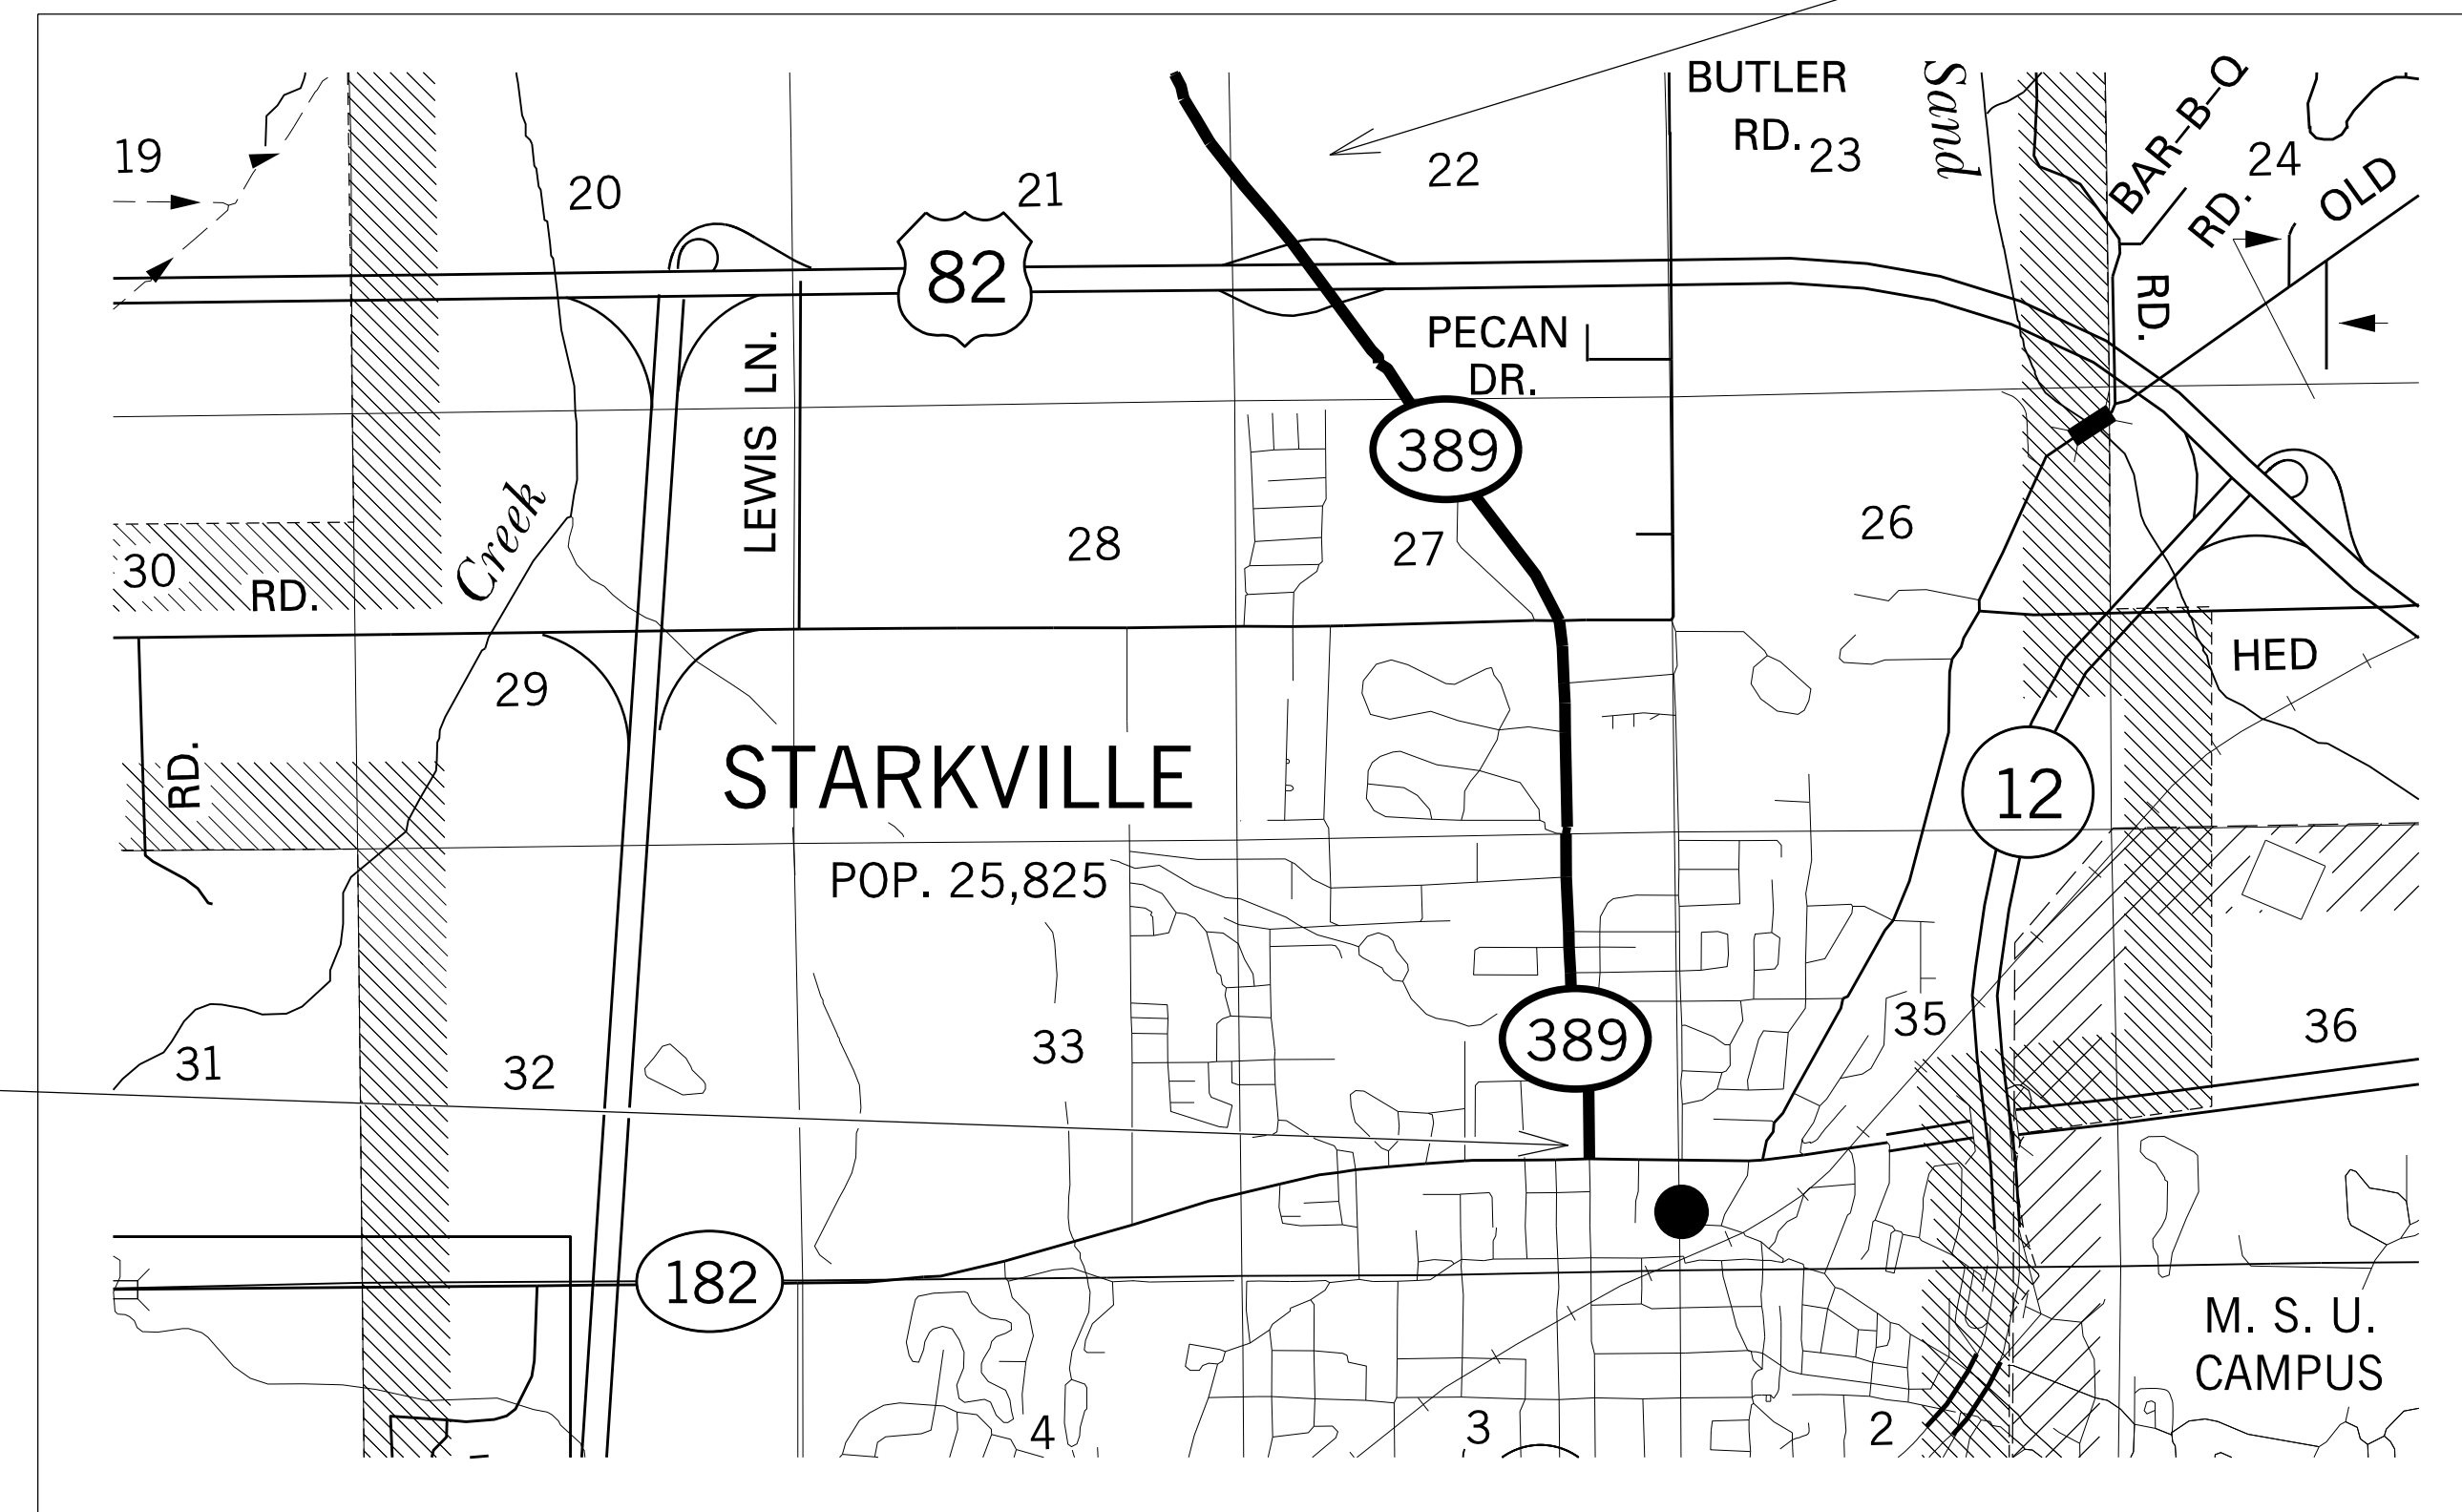 BUTLER
RD.
Sand
BAR-B-Q
RD.
OLD
RD.
19
20
21
22
23
24
82
LEWIS LN.
PECAN
DR.
389
Creek
30
RD.
28
27
26
29
HED
RD.
STARKVILLE
POP. 25,825
12
389
31
32
33
35
36
182
M. S. U.
CAMPUS
4
3
2